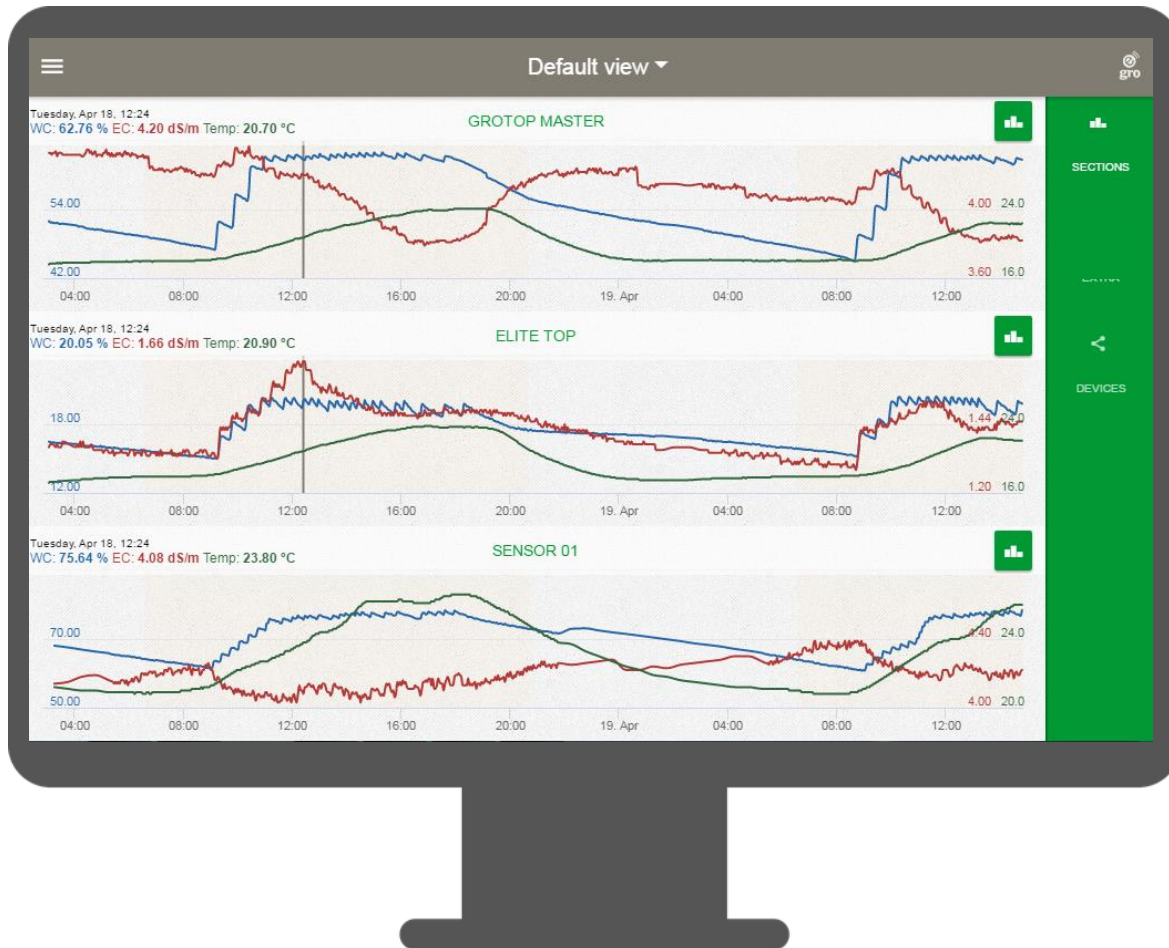 Default view
gro
Tuesday, Apr 18, 12:24
WC: 62.76 % EC: 4.20 dS/m Temp: 20.70 °C
GROTOP MASTER
SECTIONS
54.00
4.00 24.0
42.00
3.60 16.0
04:00 08:00 12:00 16:00 20:00 19. Apr 04:00 08:00 12:00
Tuesday, Apr 18, 12:24
WC: 20.05 % EC: 1.66 dS/m Temp: 20.90 °C
ELITE TOP
DEVICES
18.00
1.44 24.0
12.00
1.20 16.0
04:00 08:00 12:00 16:00 20:00 19. Apr 04:00 08:00 12:00
Tuesday, Apr 18, 12:24
WC: 75.64 % EC: 4.08 dS/m Temp: 23.80 °C
SENSOR 01
70.00
4.40 24.0
50.00
4.00 20.0
04:00 08:00 12:00 16:00 20:00 19. Apr 04:00 08:00 12:00